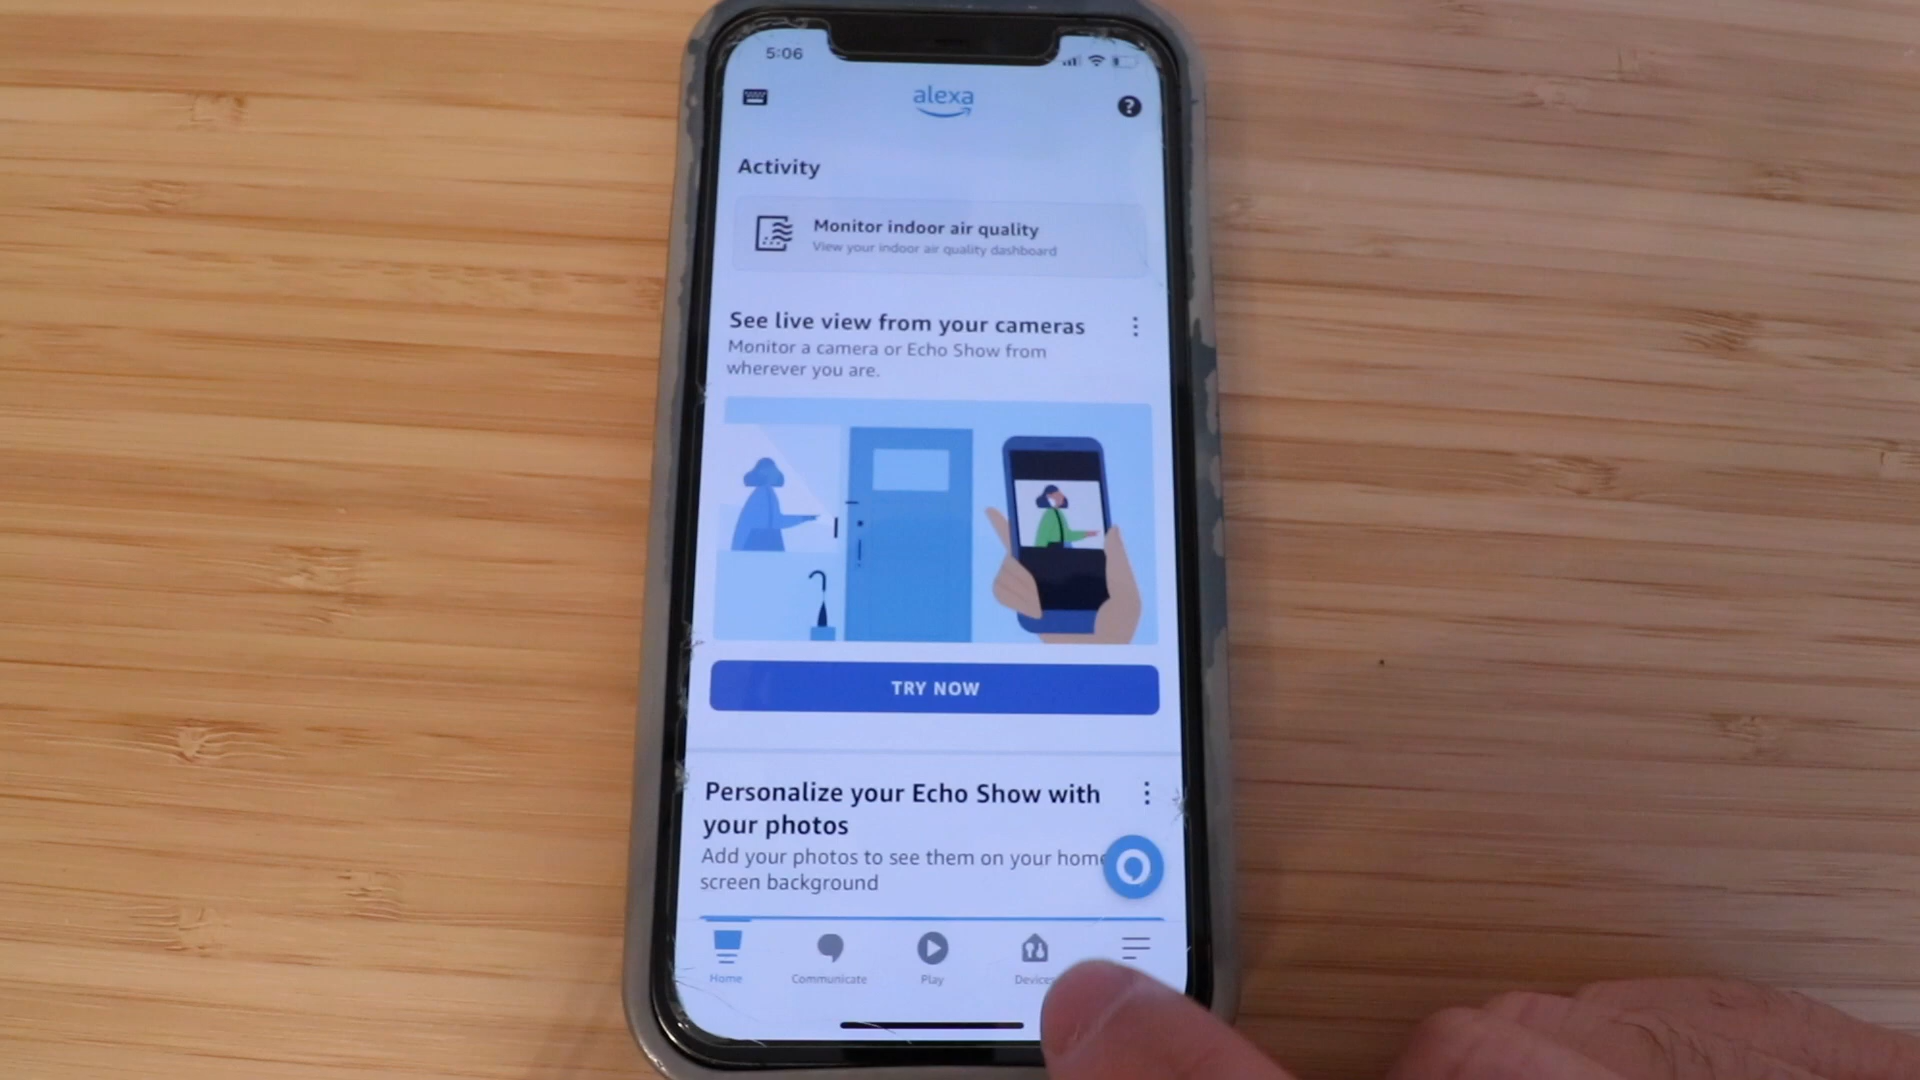 5:06
alexa
?
Activity
Monitor indoor air quality
View your indoor air quality dashboard
See live view from your cameras
Monitor a camera or Echo Show from
wherever you are.
TRY NOW
Personalize your Echo Show with
your photos
Add your photos to see them on your home
screen background
Home
Communicate
Play
Devices